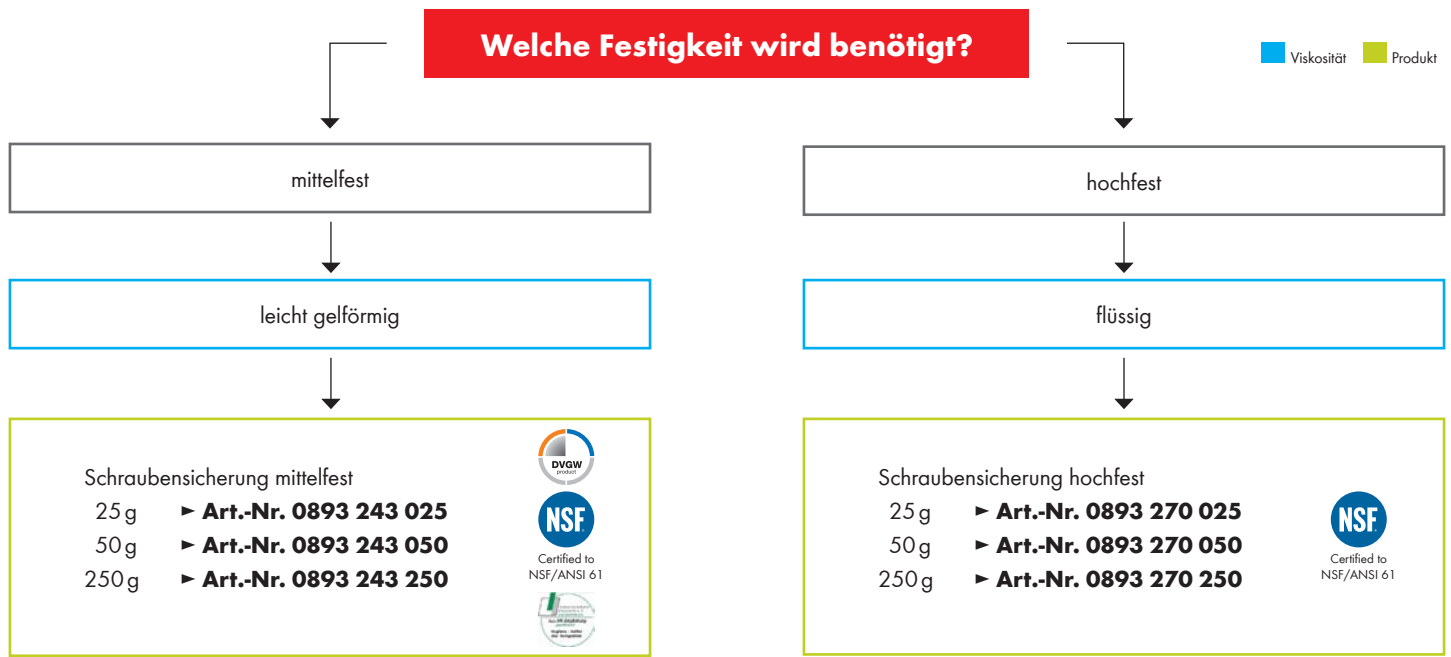 Welche Festigkeit wird benötigt?
Viskosität
Produkt
mittelfest
leicht gelförmig
Schraubensicherung mittelfest
25 g ► Art.-Nr. 0893 243 025
50 g ► Art.-Nr. 0893 243 050
250 g ► Art.-Nr. 0893 243 250
DVGW
product
NSF
Certified to
NSF/ANSI 61
hochfest
flüssig
Schraubensicherung hochfest
25 g ► Art.-Nr. 0893 270 025
50 g ► Art.-Nr. 0893 270 050
250 g ► Art.-Nr. 0893 270 250
NSF
Certified to
NSF/ANSI 61